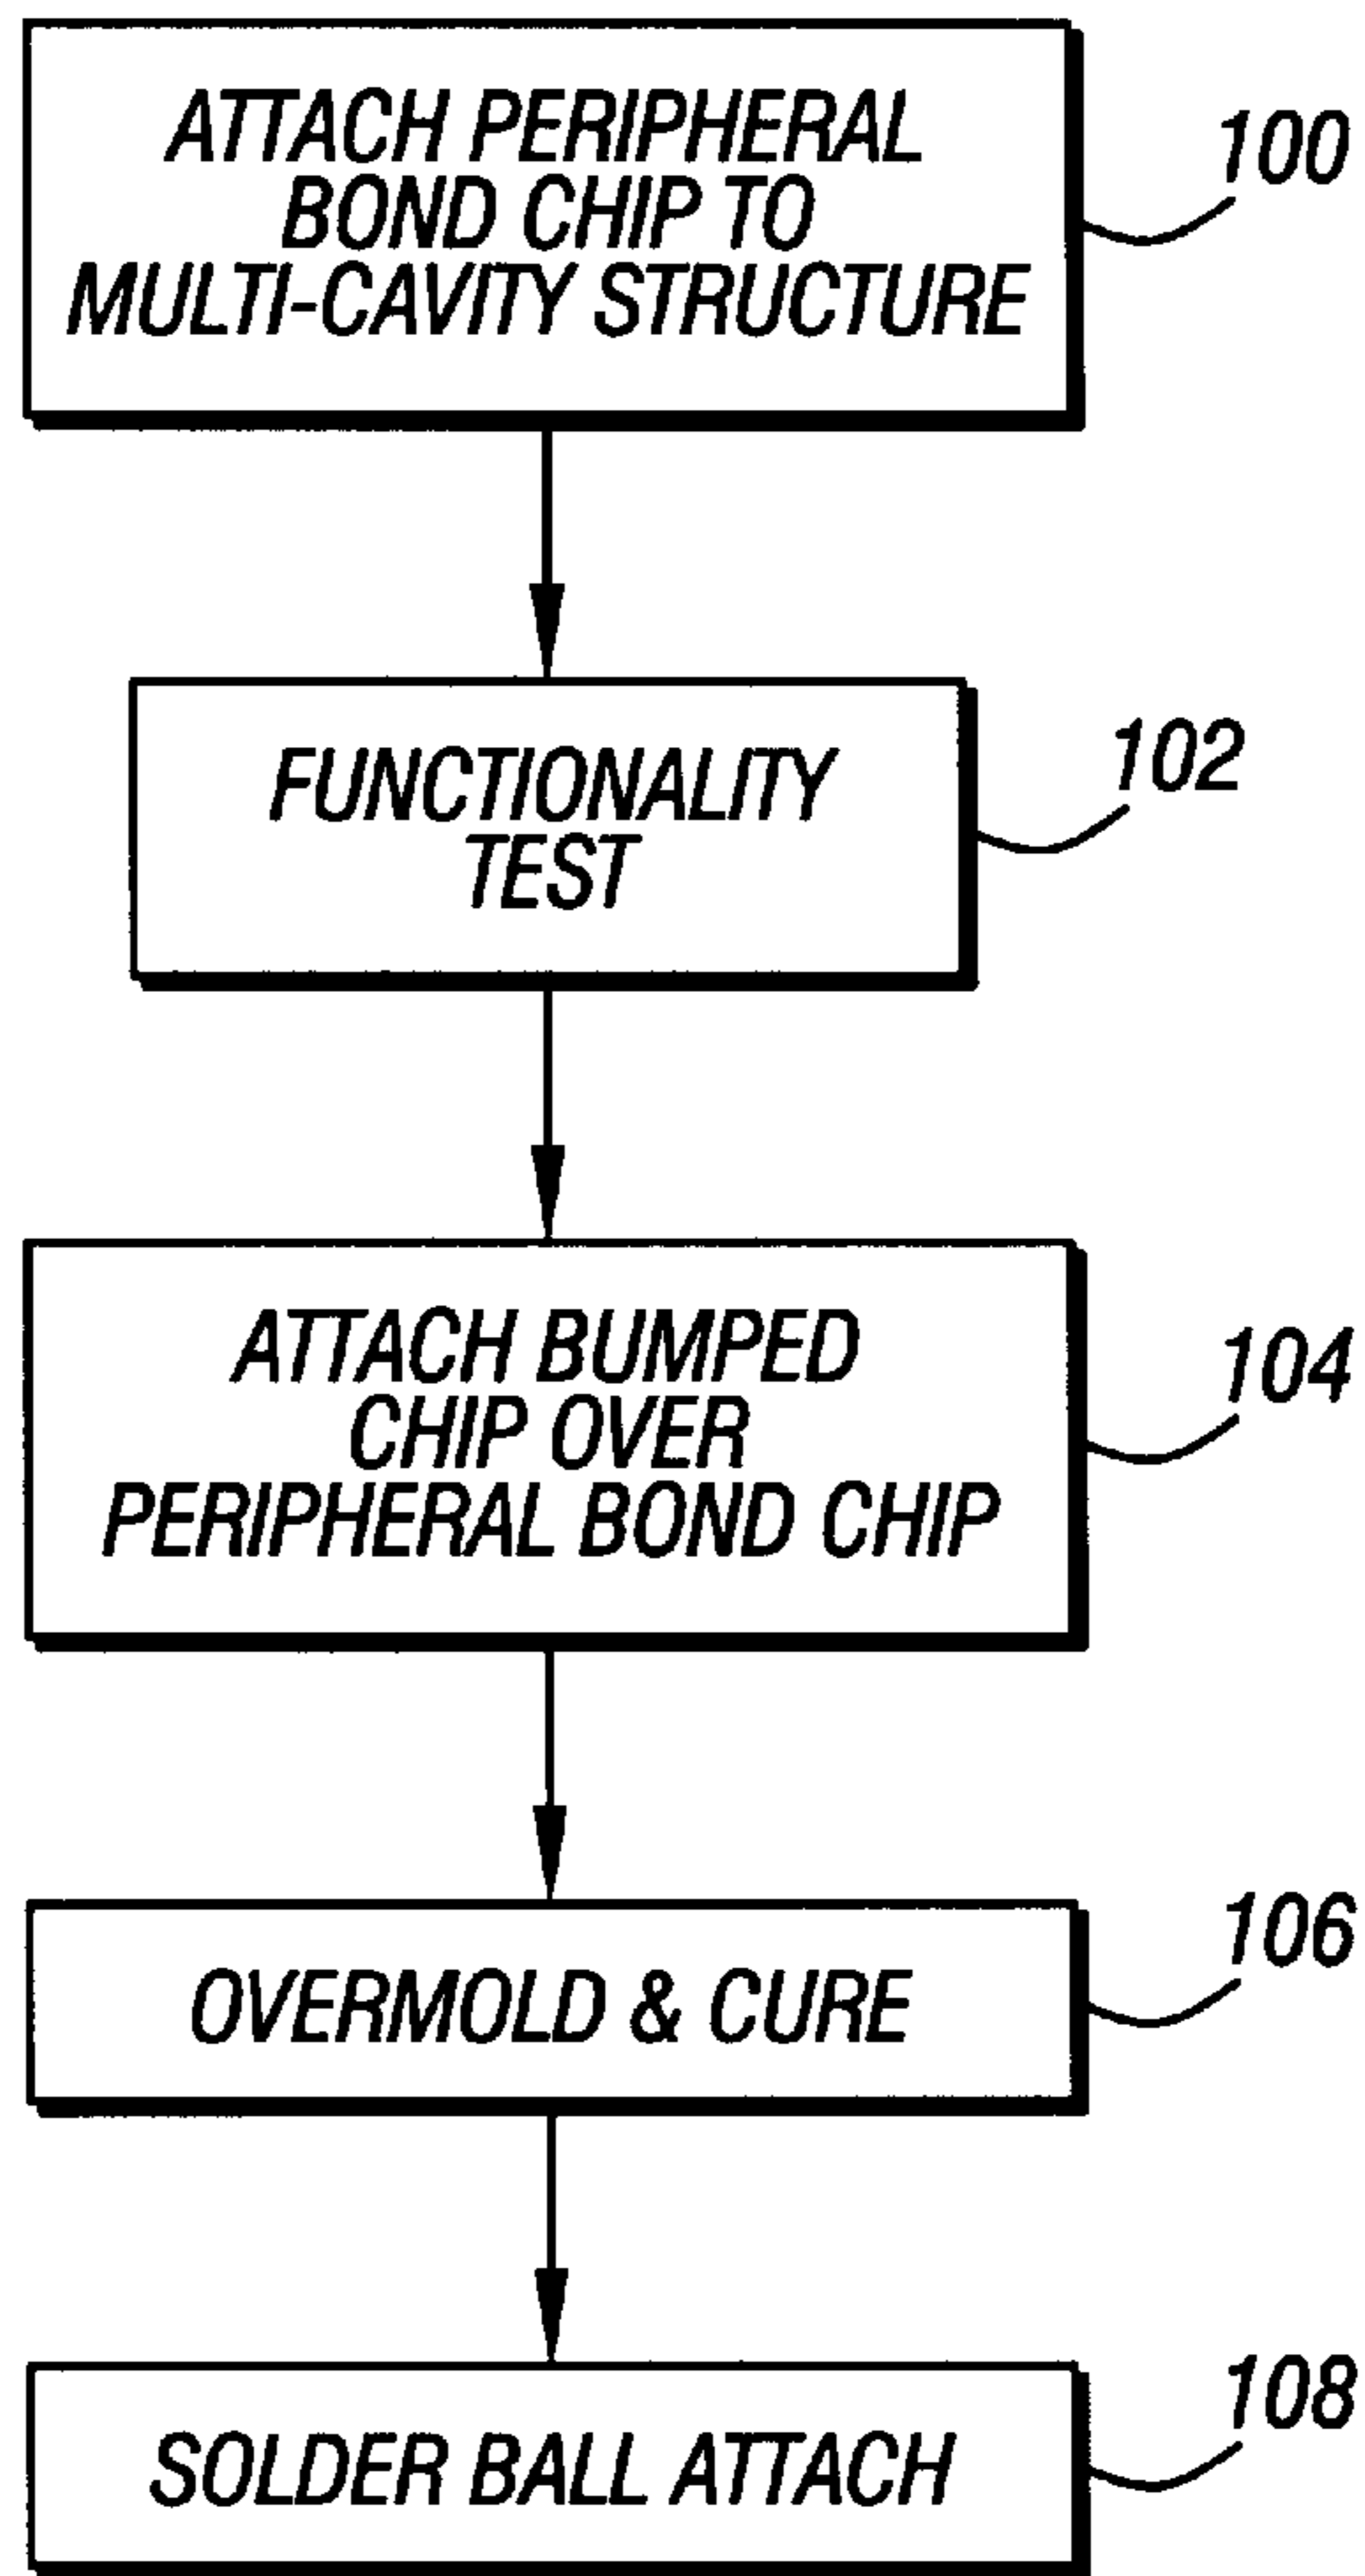 ATTACH PERIPHERAL
BOND CHIP TO
MULTI-CAVITY STRUCTURE
100
FUNCTIONALITY
TEST
102
ATTACH BUMPED
CHIP OVER
PERIPHERAL BOND CHIP
104
OVERMOLD & CURE
106
SOLDER BALL ATTACH
108